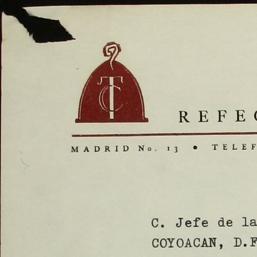 TC
REFEC
MADRID No. 13 • TELEF
C. Jefe de la
COYOACAN, D.F